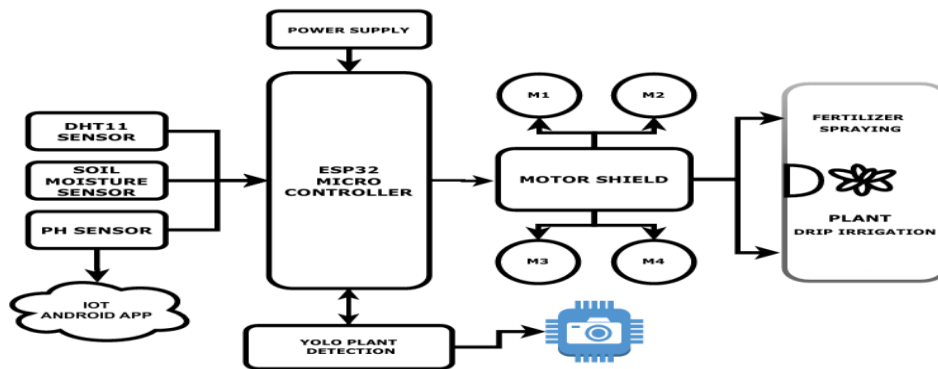 POWER SUPPLY
DHT11
SENSOR
SOIL
MOISTURE
SENSOR
PH SENSOR
IOT
ANDROID APP
ESP32
MICRO
CONTROLLER
YOLO PLANT
DETECTION
M1
M2
MOTOR SHIELD
M3
M4
FERTILIZER
SPRAYING
PLANT
DRIP IRRIGATION